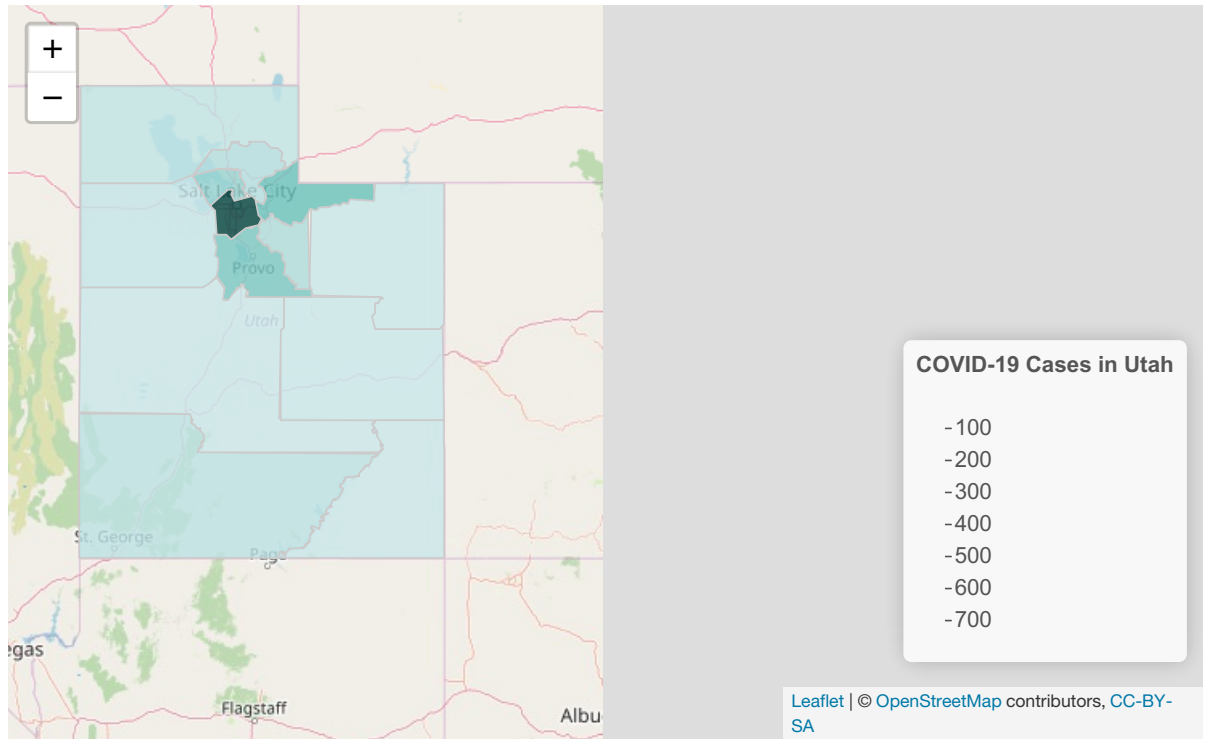 +
−
Salt Lake City
Provo
Utah
St. George
Page
egas
Flagstaff
Albu
COVID-19 Cases in Utah
-100
-200
-300
-400
-500
-600
-700
Leaflet | © OpenStreetMap contributors, CC-BY-
SA